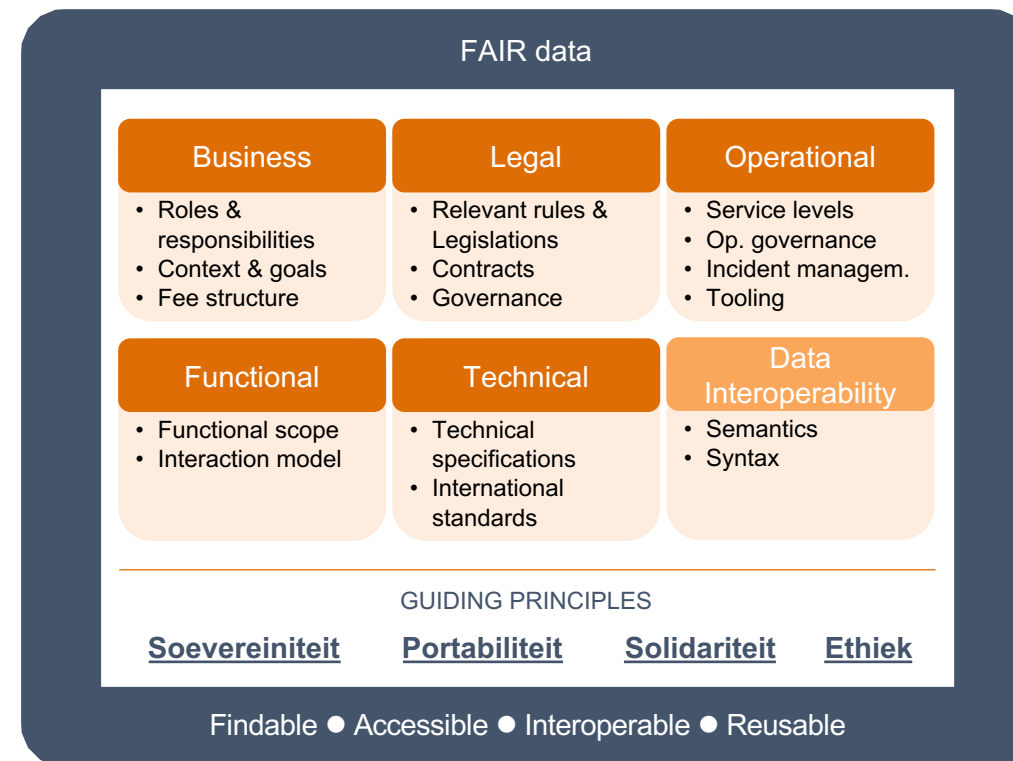 FAIR data
Business
• Roles &
responsibilities
• Context & goals
• Fee structure
Legal
• Relevant rules &
Legislations
• Contracts
• Governance
Operational
• Service levels
• Op. governance
• Incident managem.
• Tooling
Functional
• Functional scope
• Interaction model
Technical
• Technical
specifications
• International
standards
Data
Interoperability
• Semantics
• Syntax
GUIDING PRINCIPLES
Soevereiniteit Portabiliteit Solidariteit Ethiek
Findable ● Accessible ● Interoperable ● Reusable